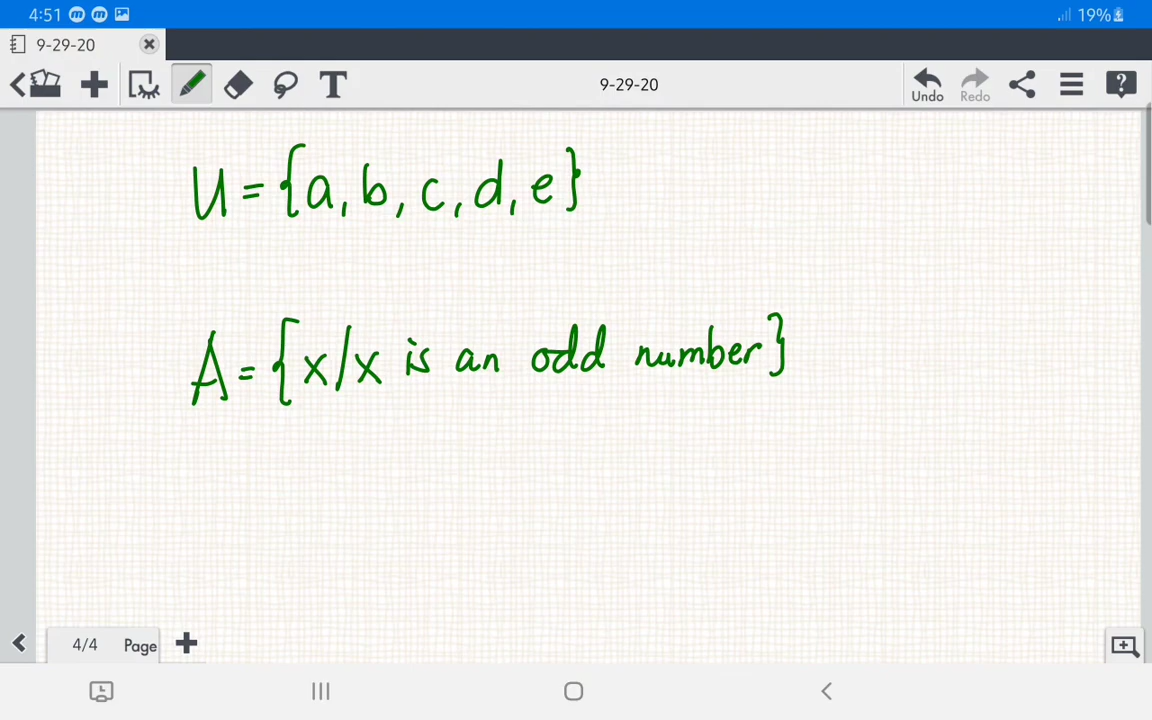 4:51 19%
9-29-20
9-29-20 Undo Redo
U = {a, b, c, d, e}
A = {x/x is an odd number}
4/4 Page